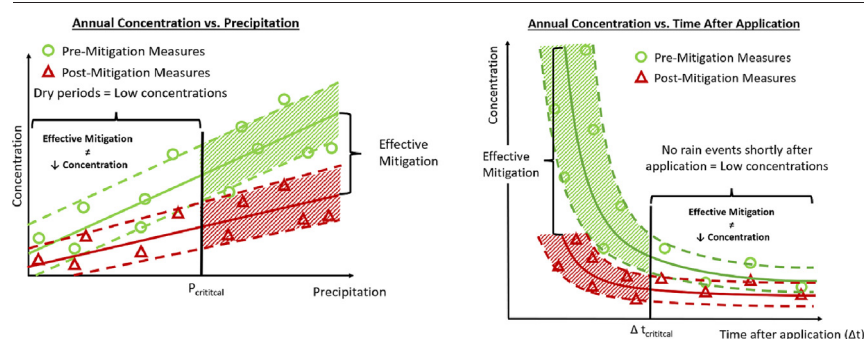 Annual Concentration vs. Precipitation
Pre-Mitigation Measures
Post-Mitigation Measures
Dry periods = Low concentrations
Effective Mitigation
≠
↓ Concentration
Concentration
Effective
Mitigation
P crititcal
Precipitation
Annual Concentration vs. Time After Application
Concentration
Pre-Mitigation Measures
Post-Mitigation Measures
Effective
Mitigation
No rain events shortly after
application = Low concentrations
Effective Mitigation
≠
↓ Concentration
Δ t crititcal
Time after application (Δt)